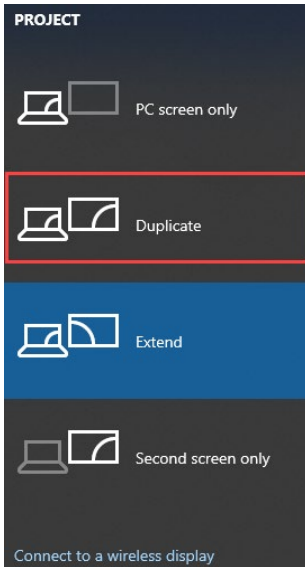 PROJECT
PC screen only
Duplicate
Extend
Second screen only
Connect to a wireless display